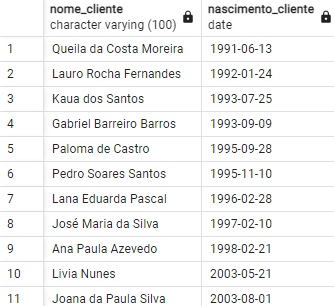 nome_cliente nascimento_cliente
character varying (100) date
1 Queila da Costa Moreira 1991-06-13
2 Lauro Rocha Fernandes 1992-01-24
3 Kaua dos Santos 1993-07-25
4 Gabriel Barreiro Barros 1993-09-09
5 Paloma de Castro 1995-09-28
6 Pedro Soares Santos 1995-11-10
7 Lana Eduarda Pascal 1996-02-28
8 José Maria da Silva 1997-02-10
9 Ana Paula Azevedo 1998-02-21
10 Livia Nunes 2003-05-21
11 Joana da Paula Silva 2003-08-01